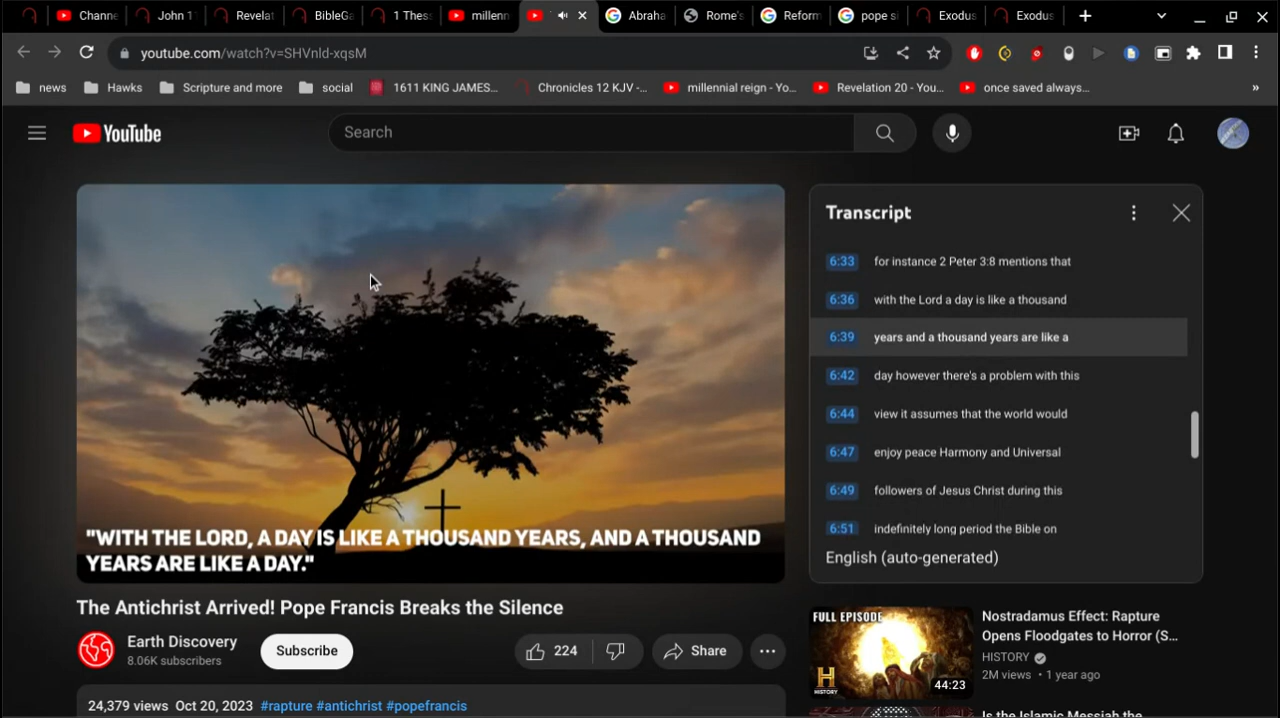 Channe
John 1
Revelat
BibleGa
1 Thess
millenn
Abraha
Rome's
Reform
pope si
Exodus
Exodus
youtube.com/watch?v=SHVnld-xqsM
news
Hawks
Scripture and more
social
1611 KING JAMES...
Chronicles 12 KJV -...
millennial reign - Yo...
Revelation 20 - You...
once saved always...
»
YouTube
Search
Transcript
6:33 for instance 2 Peter 3:8 mentions that
6:36 with the Lord a day is like a thousand
6:39 years and a thousand years are like a
6:42 day however there's a problem with this
6:44 view it assumes that the world would
6:47 enjoy peace Harmony and Universal
6:49 followers of Jesus Christ during this
6:51 indefinitely long period the Bible on
English (auto-generated)
"WITH THE LORD, A DAY IS LIKE A THOUSAND YEARS, AND A THOUSAND
YEARS ARE LIKE A DAY."
The Antichrist Arrived! Pope Francis Breaks the Silence
Earth Discovery
8.06K subscribers
Subscribe
224
Share
24,379 views Oct 20, 2023 #rapture #antichrist #popefrancis
FULL EPISODE
H
HISTORY
44:23
Nostradamus Effect: Rapture
Opens Floodgates to Horror (S...
HISTORY
2M views • 1 year ago
Is the Islamic Messiah the